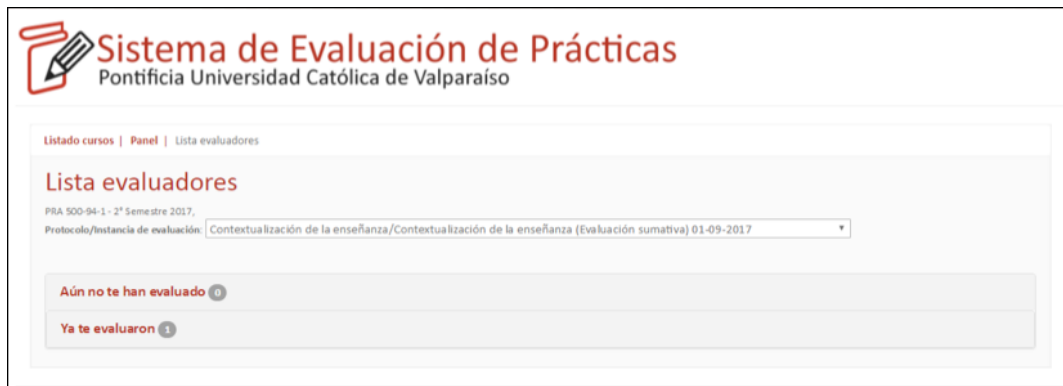 Sistema de Evaluación de Prácticas
Pontificia Universidad Católica de Valparaíso
Listado cursos | Panel | Lista evaluadores
Lista evaluadores
PRA 500-94-1 - 2° Semestre 2017,
Protocolo/Instancia de evaluación: Contextualización de la enseñanza/Contextualización de la enseñanza (Evaluación sumativa) 01-09-2017
Aún no te han evaluado 0
Ya te evaluaron 1